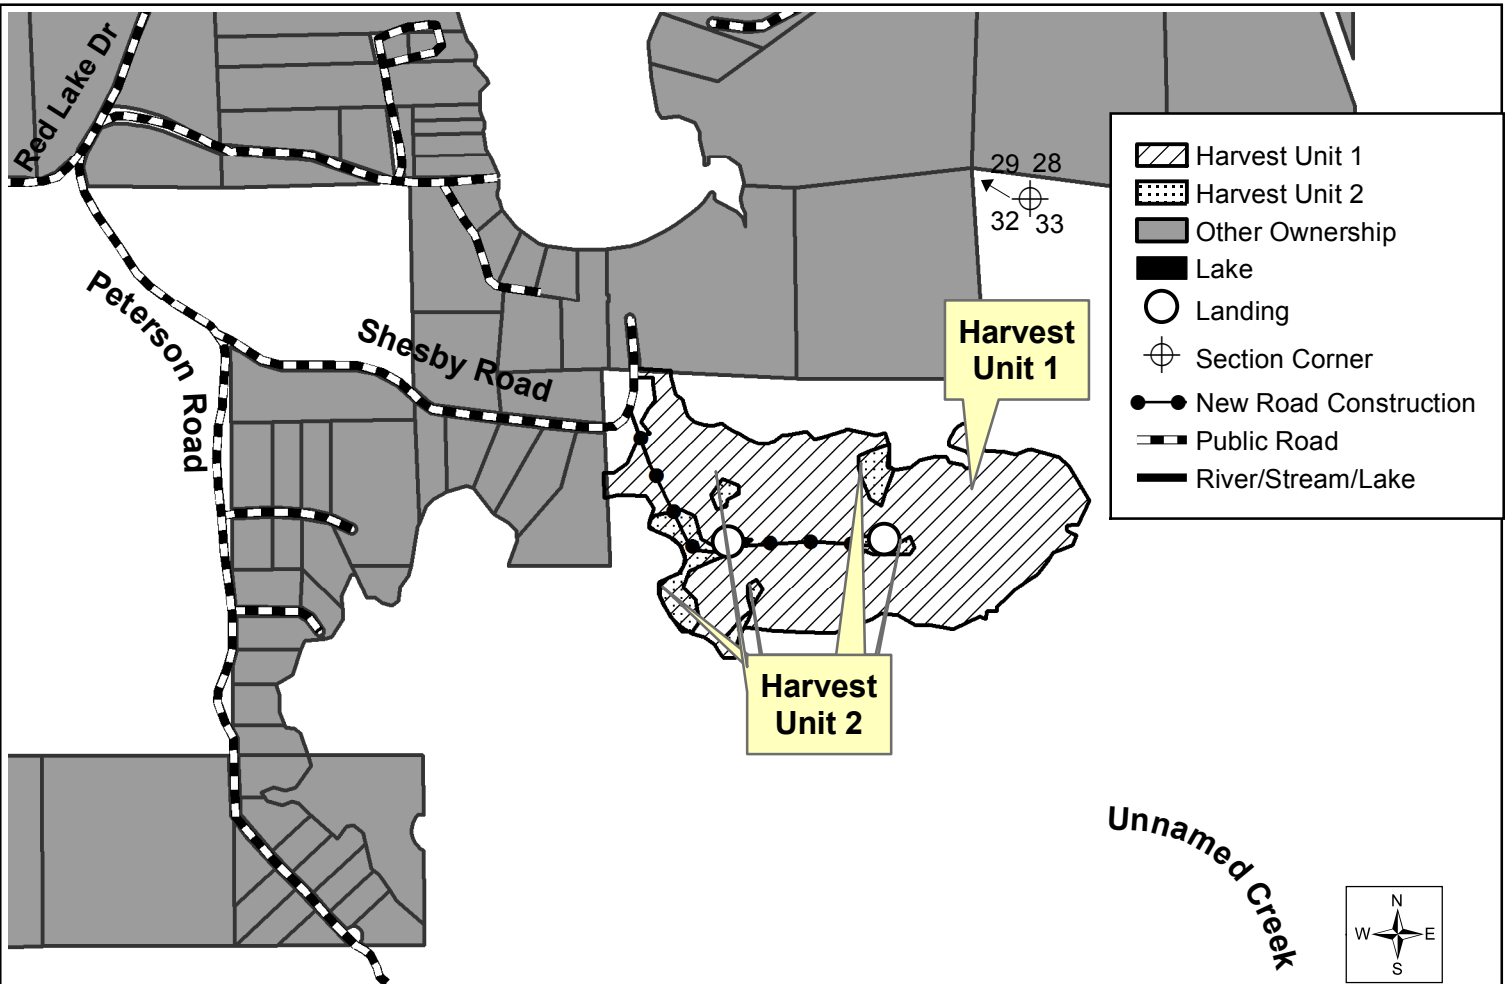 Red Lake Dr
29 28
32 33
Harvest Unit 1
Harvest Unit 2
Other Ownership
Lake
Landing
Section Corner
New Road Construction
Public Road
River/Stream/Lake
Peterson Road
Shesby Road
Harvest
Unit 1
Harvest
Unit 2
Unnamed Creek
N
W E
S